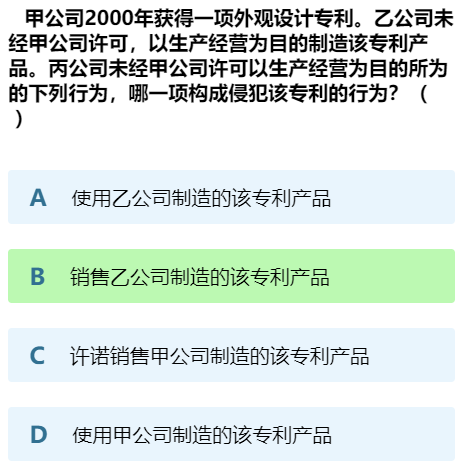 甲公司2000年获得一项外观设计专利。乙公司未
经甲公司许可，以生产经营为目的制造该专利产
品。丙公司未经甲公司许可以生产经营为目的所为
的下列行为，哪一项构成侵犯该专利的行为？（
）
A 使用乙公司制造的该专利产品
B 销售乙公司制造的该专利产品
C 许诺销售甲公司制造的该专利产品
D 使用甲公司制造的该专利产品